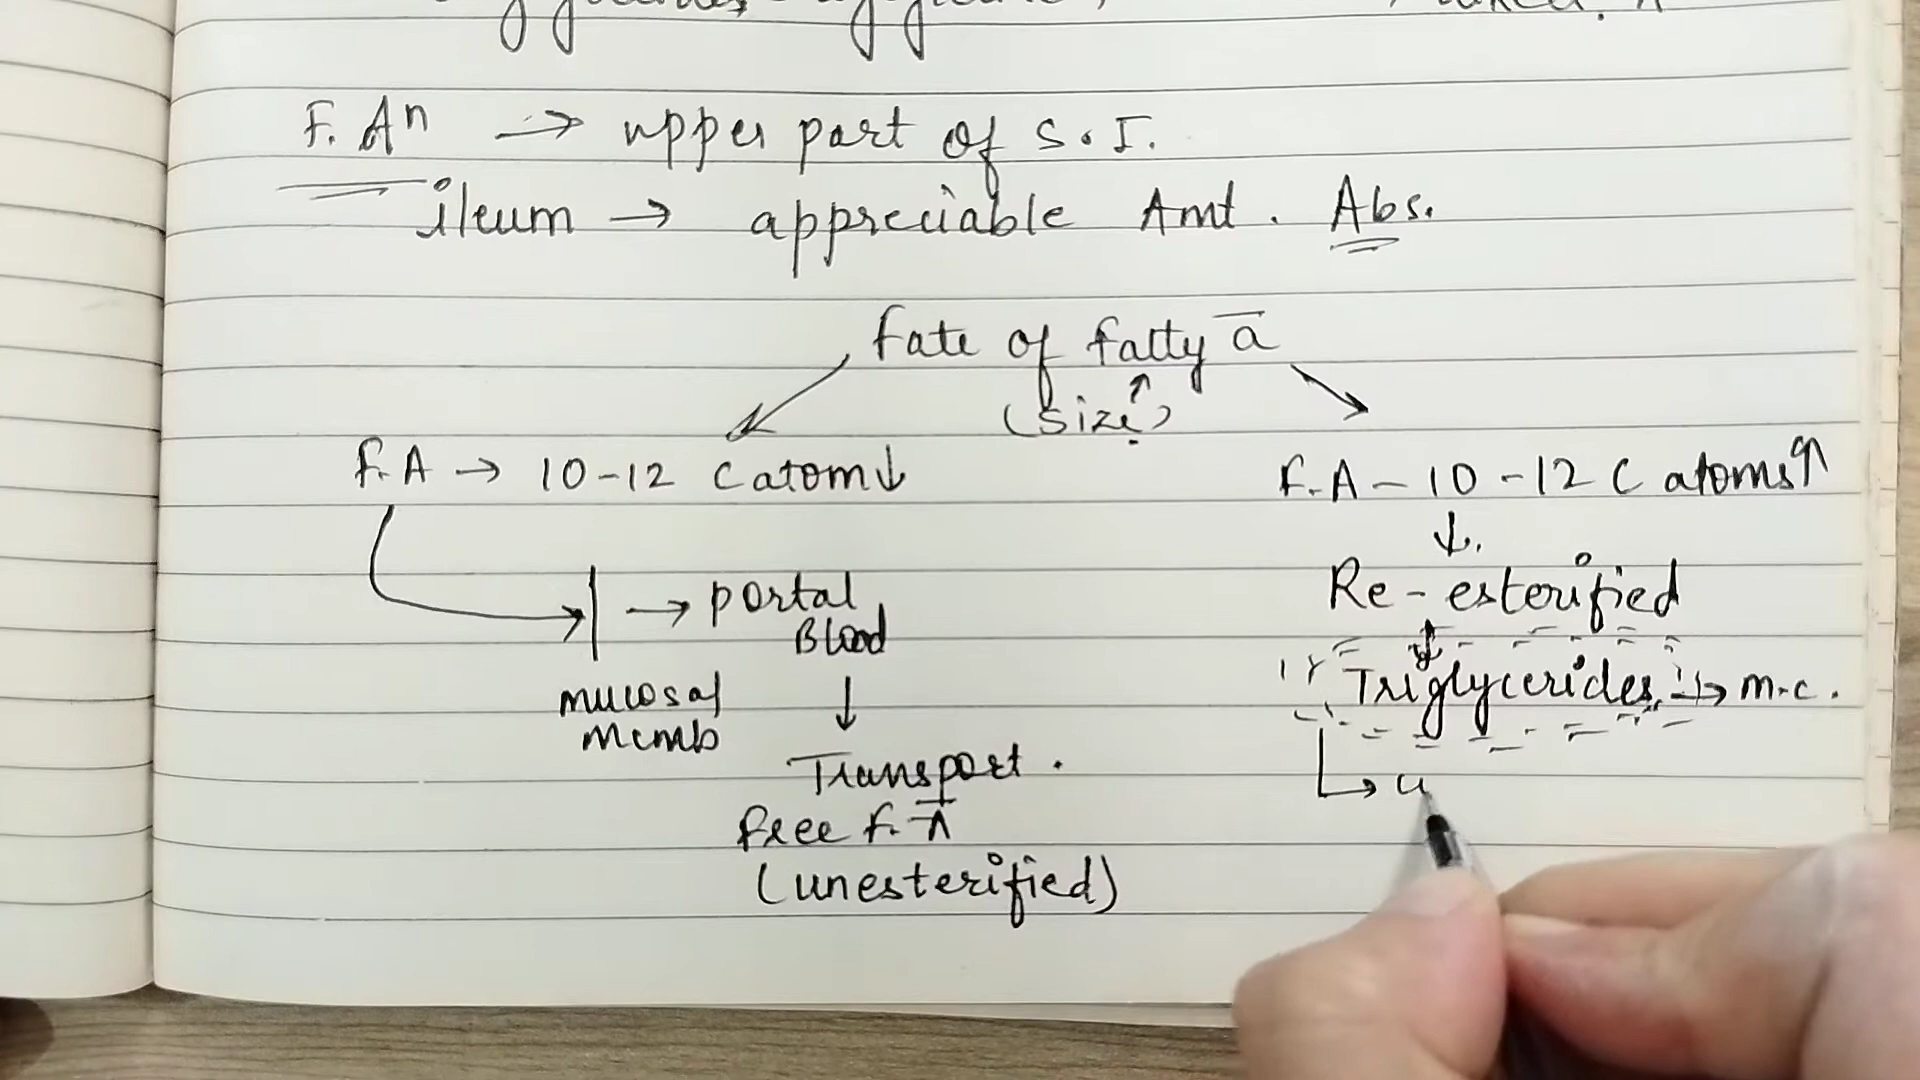 F. Aⁿ → upper part of S.I.
ileum → appreciable Amt. Abs.
Fate of fatty a̅
(size↑)
F.A → 10-12 C atom↓
F.A - 10-12 C atoms↑
↓
Re-esterified
↓
Triglycerides → m.c.
→ portal
Blood
mucosal
memb
↓
Transport.
free F. A̅
(unesterified)